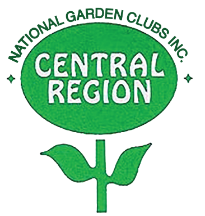 NATIONAL GARDEN CLUBS INC.
CENTRAL
REGION